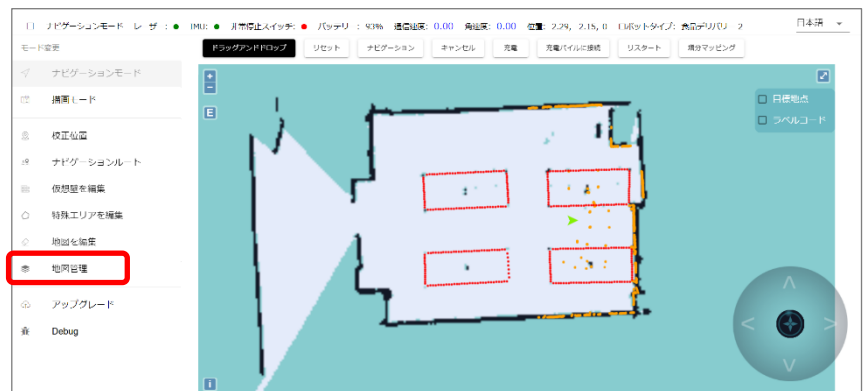 ナビゲーションモード レーザ : ● IMU: ● 非常停止スイッチ: ● バッテリ : 93% 通信速度: 0.00 角速度: 0.00 位置: 2.29, 2.15, 0 ロボットタイプ: 食品デリバリ 2 日本語
モード変更 ドラッグアンドドロップ リセット ナビゲーション キャンセル 充電 充電パイルに接続 リスタート 増分マッピング
ナビゲーションモード
描画モード
校正位置
ナビゲーションルート
仮想壁を編集
特殊エリアを編集
地図を編集
地図管理
アップグレード
Debug
+
−
E
目標地点
ラベルコード
i